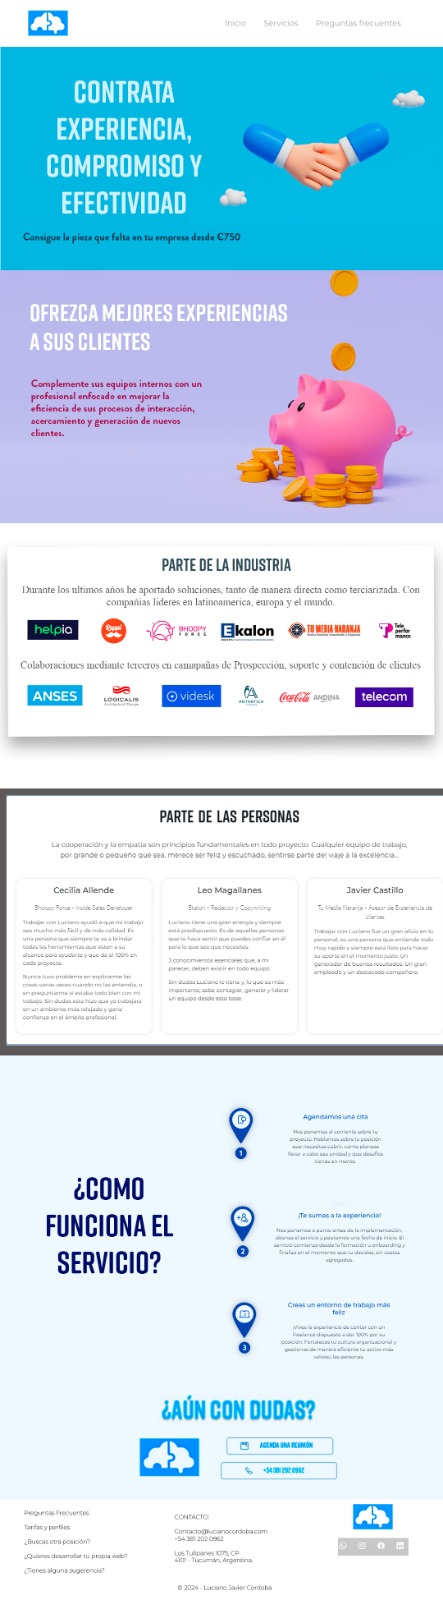 Inicio Servicios Preguntas frecuentes
CONTRATA
EXPERIENCIA,
COMPROMISO Y
EFECTIVIDAD
Consigue la pieza que falta en tu empresa desde €750
OFREZCA MEJORES EXPERIENCIAS
A SUS CLIENTES
Complemente sus equipos internos con un
profesional enfocado en mejorar la
eficiencia de sus procesos de interacción,
acercamiento y generación de nuevos
clientes.
PARTE DE LA INDUSTRIA
Durante los ultimos años he aportado soluciones, tanto de manera directa como terciarizada. Con
compañías lideres en latinoamerica, europa y el mundo.
helpia Rappi BHOOPY FORCE Ekalon TU MEDIA NARANJA Tele perfor mance
Colaboraciones mediante terceros en camapañas de Prospección, soporte y contención de clientes
ANSES LOGICALIS videsk ANTARTICA Coca-Cola ANDINA telecom
PARTE DE LAS PERSONAS
La cooperación y la empatía son principios fundamentales en todo proyecto. Cualquier equipo de trabajo,
por grande o pequeño que sea, merece ser feliz y escuchado, sentirse parte del viaje a la excelencia...
Cecilia Allende
Bhoopy Force - Inside Sales Developer
Trabajar con Luciano ayudó a que mi trabajo
sea mucho más fácil y de más calidad. Es
una persona que siempre te va a brindar
todas las herramientas que estén a su
alcance para ayudarte y que da el 100% en
cada proyecto.
Nunca tuvo problema en explicarme las
cosas varias veces cuando no las entendía, o
en preguntarme si estaba todo bien con mi
trabajo. Sin dudas esto hizo que yo trabajara
en un ambiente más relajado y gane
confianza en el ámbito profesional.
Leo Magallanes
Ekalon - Redactor y Copywriting
Luciano tiene una gran energía y siempre
está predispuesto. Es de aquellas personas
que te hace sentir que puedes confiar en él
para lo que sea que necesites.
3 conocimientos esenciales que, a mi
parecer, deben existir en todo equipo.
Sin dudas Luciano lo tiene y, lo que es más
importante, sabe contagiar, generar y liderar
un equipo desde esta base.
Javier Castillo
Tu Media Naranja - Asesor de Experiencia de
clientes
Trabajar con Luciano fue un gran alivio en lo
personal, es una persona que entiende todo
muy rapido y siempre está listo para hacer
su aporte en el momento justo. Un
generador de buenos resultados. Un gran
empleado y un destacado compañero.
¿COMO
FUNCIONA EL
SERVICIO?
1
Agendamos una cita
Nos ponemos al corriente sobre tu
proyecto. Hablamos sobre la posición
que necesitas cubrir, como planeas
llevar a cabo esa unidad y que desafíos
tienes en mente.
2
¡Te sumas a la experiencia!
Nos ponemos a punto antes de la implementación,
abonas el servicio y pautamos una fecha de inicio. El
servicio comienza desde la formación u onboarding y
finaliza en el momento que tu decidas, sin costos
agregados.
3
Creas un entorno de trabajo más
feliz
¡Vives la experiencia de contar con un
freelance dispuesto a dar 100% por su
posición. Fortaleces tu cultura organizacional y
gestionas de manera eficiente tu activo más
valioso, las personas.
¿AÚN CON DUDAS?
AGENDA UNA REUNIÓN
+54 381 202 0962
Preguntas Frecuentes
Tarifas y perfiles
¿Buscas otra posición?
¿Quieres desarrollar tu propia web?
¿Tienes alguna sugerencia?
CONTACTO:
Contacto@lucianocordoba.com
+54 381 202 0962
Los Tulipanes 1075, CP
4101 - Tucumán, Argentina.
© 2024 - Luciano Javier Cordoba